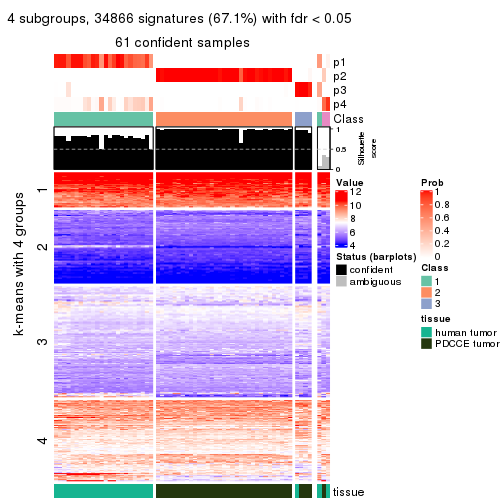 4 subgroups, 34866 signatures (67.1%) with fdr < 0.05
61 confident samples
p1
p2
p3
p4
Class
1
0.5
0
Silhouette
score
k-means with 4 groups
1
2
3
4
tissue
Value
12
10
8
6
4
Status (barplots)
confident
ambiguous
Prob
1
0.8
0.6
0.4
0.2
0
Class
1
2
3
tissue
human tumor
PDCCE tumor